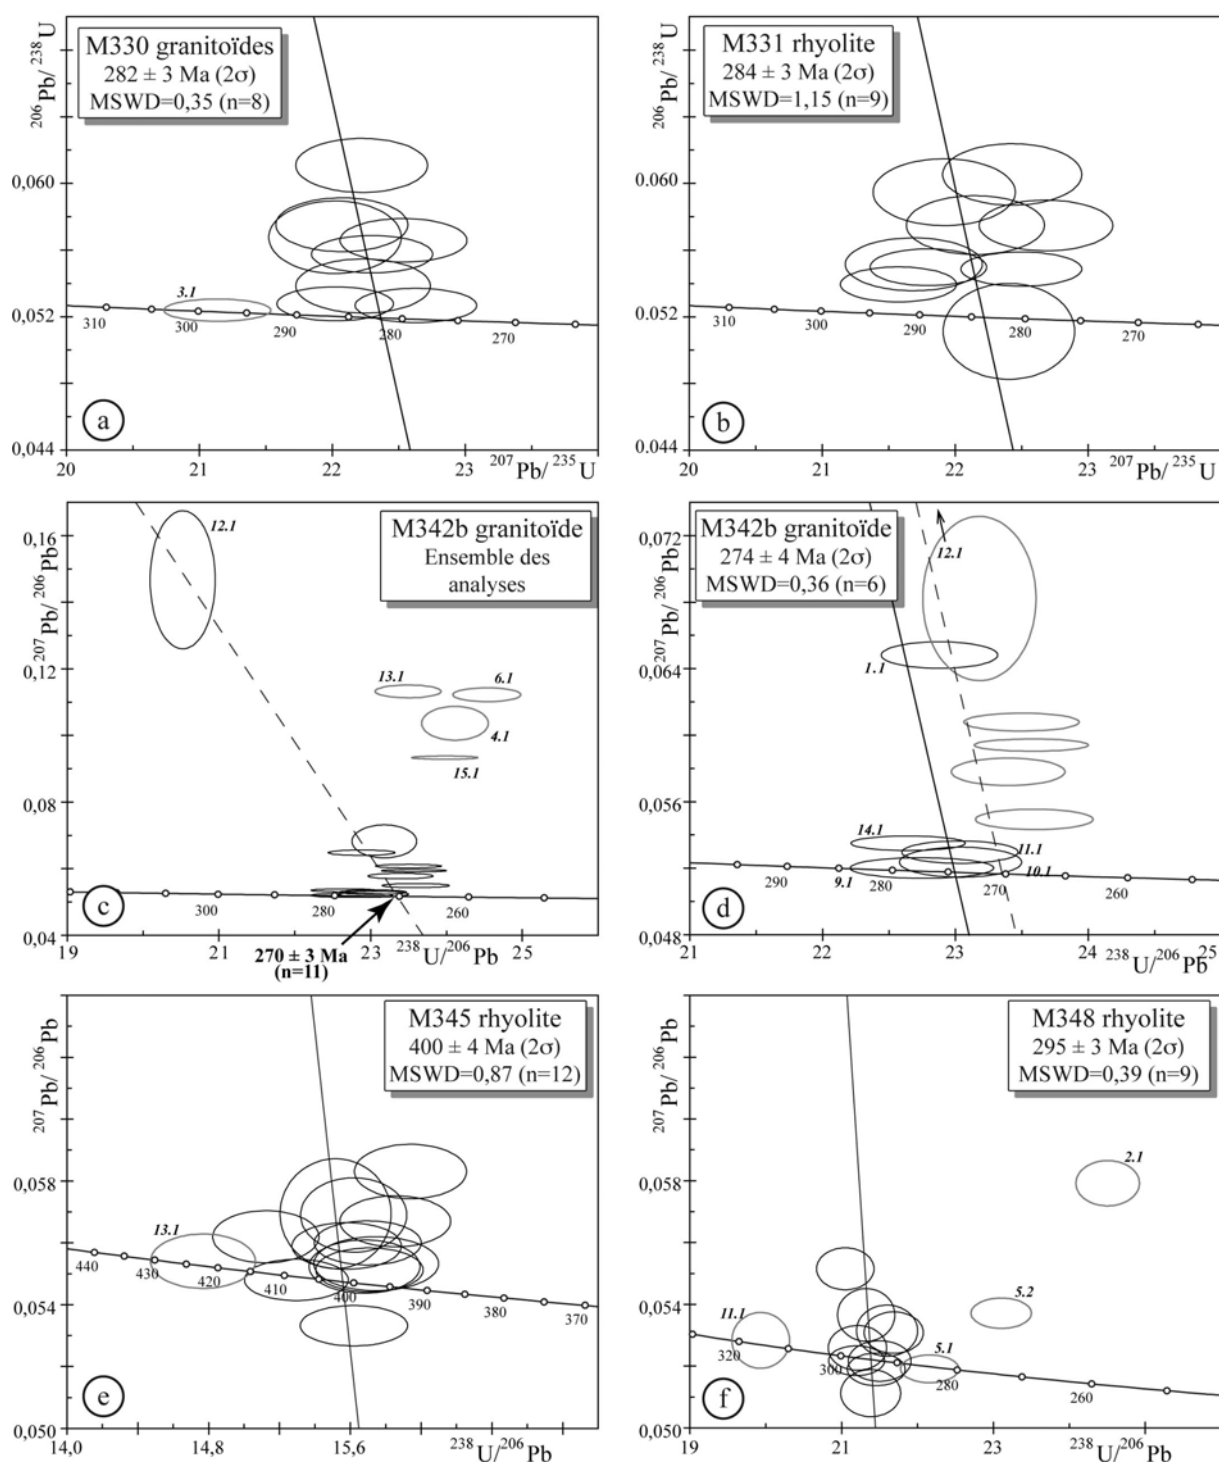 206Pb/ 238U
M330 granitoïdes
282 ± 3 Ma (2σ)
MSWD=0,35 (n=8)
0,060
0,052
0,044
3.1
310
300
290
280
270
a
20
21
22
23
207Pb/ 235U
206Pb/ 238U
M331 rhyolite
284 ± 3 Ma (2σ)
MSWD=1,15 (n=9)
0,060
0,052
0.044
310
300
290
280
270
b
20
21
22
23
207Pb/ 235U
207Pb/ 206Pb
M342b granitoïde
Ensemble des
analyses
0,16
0,12
0,08
0,04
12.1
13.1
6.1
4.1
15.1
300
280
260
c
19
21
23
25
238U/206Pb
270 ± 3 Ma
(n=11)
207Pb/ 206Pb
M342b granitoïde
274 ± 4 Ma (2σ)
MSWD=0,36 (n=6)
0,072
0,064
0,056
0,048
12.1
1.1
14.1
11.1
9.1
10.1
290
280
270
260
d
21
22
23
24
25
238U/206Pb
207Pb/ 206Pb
M345 rhyolite
400 ± 4 Ma (2σ)
MSWD=0,87 (n=12)
0,058
0,054
0,050
13.1
440
430
420
410
400
390
380
370
e
14,0
14,8
15,6
238U/206Pb
207Pb/ 206Pb
M348 rhyolite
295 ± 3 Ma (2σ)
MSWD=0,39 (n=9)
0,058
0,054
0,050
2.1
5.2
11.1
5.1
320
300
280
260
f
19
21
23
238U/206Pb